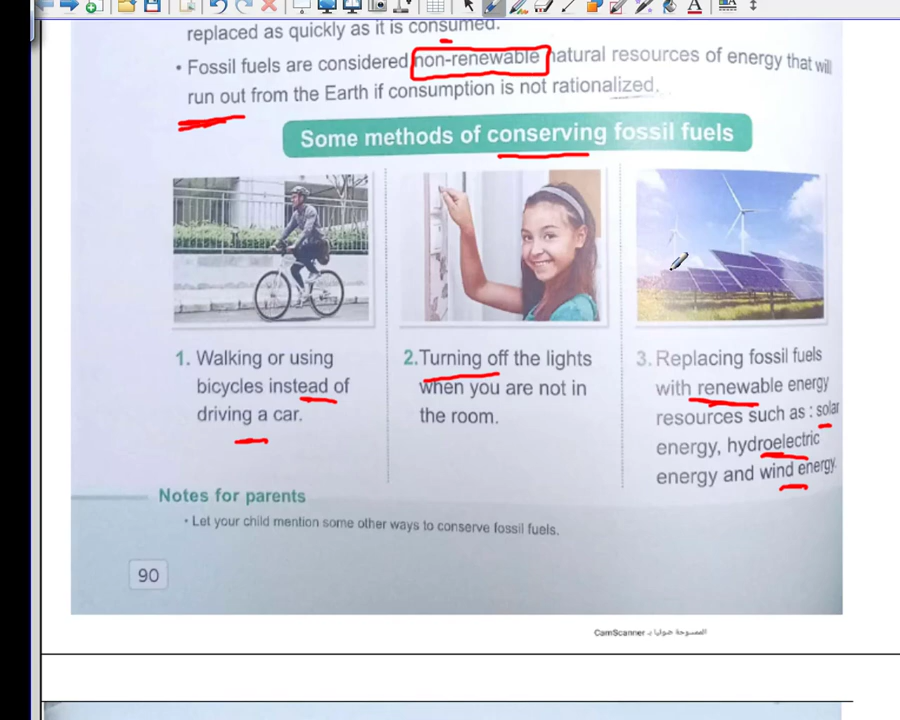 replaced as quickly as it is consumed.
• Fossil fuels are considered non-renewable natural resources of energy that will
run out from the Earth if consumption is not rationalized.
Some methods of conserving fossil fuels
1. Walking or using
bicycles instead of
driving a car.
2.Turning off the lights
when you are not in
the room.
3. Replacing fossil fuels
with renewable energy
resources such as : solar
energy, hydroelectric
energy and wind energy.
Notes for parents
• Let your child mention some other ways to conserve fossil fuels.
90
الممسوحة ضوئيا بـ CamScanner